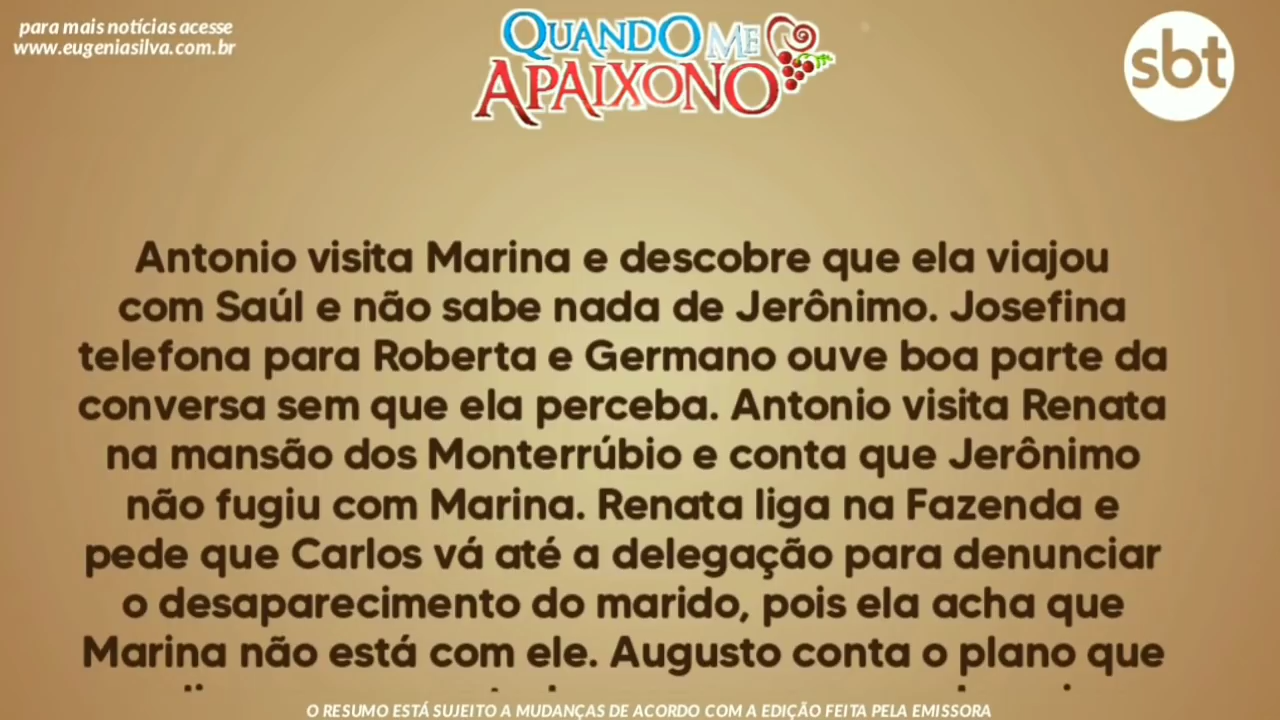 para mais notícias acesse
www.eugeniasilva.com.br
QUANDO ME
APAIXONO
sbt
Antonio visita Marina e descobre que ela viajou
com Saúl e não sabe nada de Jerônimo. Josefina
telefona para Roberta e Germano ouve boa parte da
conversa sem que ela perceba. Antonio visita Renata
na mansão dos Monterrúbio e conta que Jerônimo
não fugiu com Marina. Renata liga na Fazenda e
pede que Carlos vá até a delegação para denunciar
o desaparecimento do marido, pois ela acha que
Marina não está com ele. Augusto conta o plano que
O RESUMO ESTÁ SUJEITO A MUDANÇAS DE ACORDO COM A EDIÇÃO FEITA PELA EMISSORA